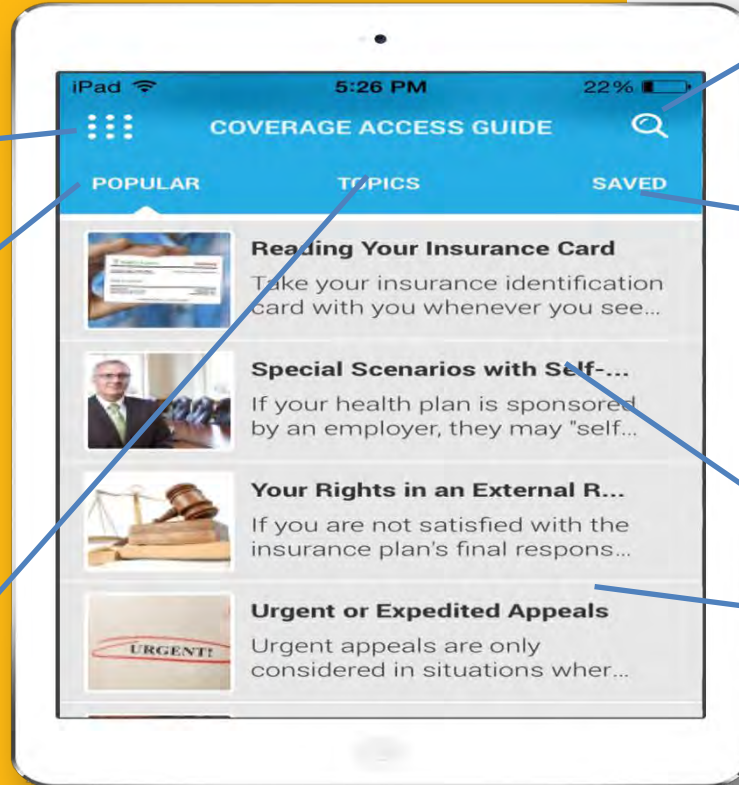 iPad
5:26 PM
22%
COVERAGE ACCESS GUIDE
POPULAR
TOPICS
SAVED
Reading Your Insurance Card
Take your insurance identification
card with you whenever you see...
Special Scenarios with Self-...
If your health plan is sponsored
by an employer, they may "self...
Your Rights in an External R...
If you are not satisfied with the
insurance plan's final respons...
URGENT!
Urgent or Expedited Appeals
Urgent appeals are only
considered in situations wher...